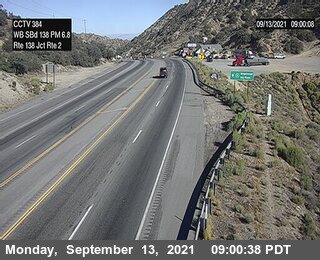 CCTV 384
WB SBd 138 PM 6.8
Rte 138 Jct Rte 2
09/13/2021 09:00:08
Monday, September 13, 2021 09:00:38 PDT